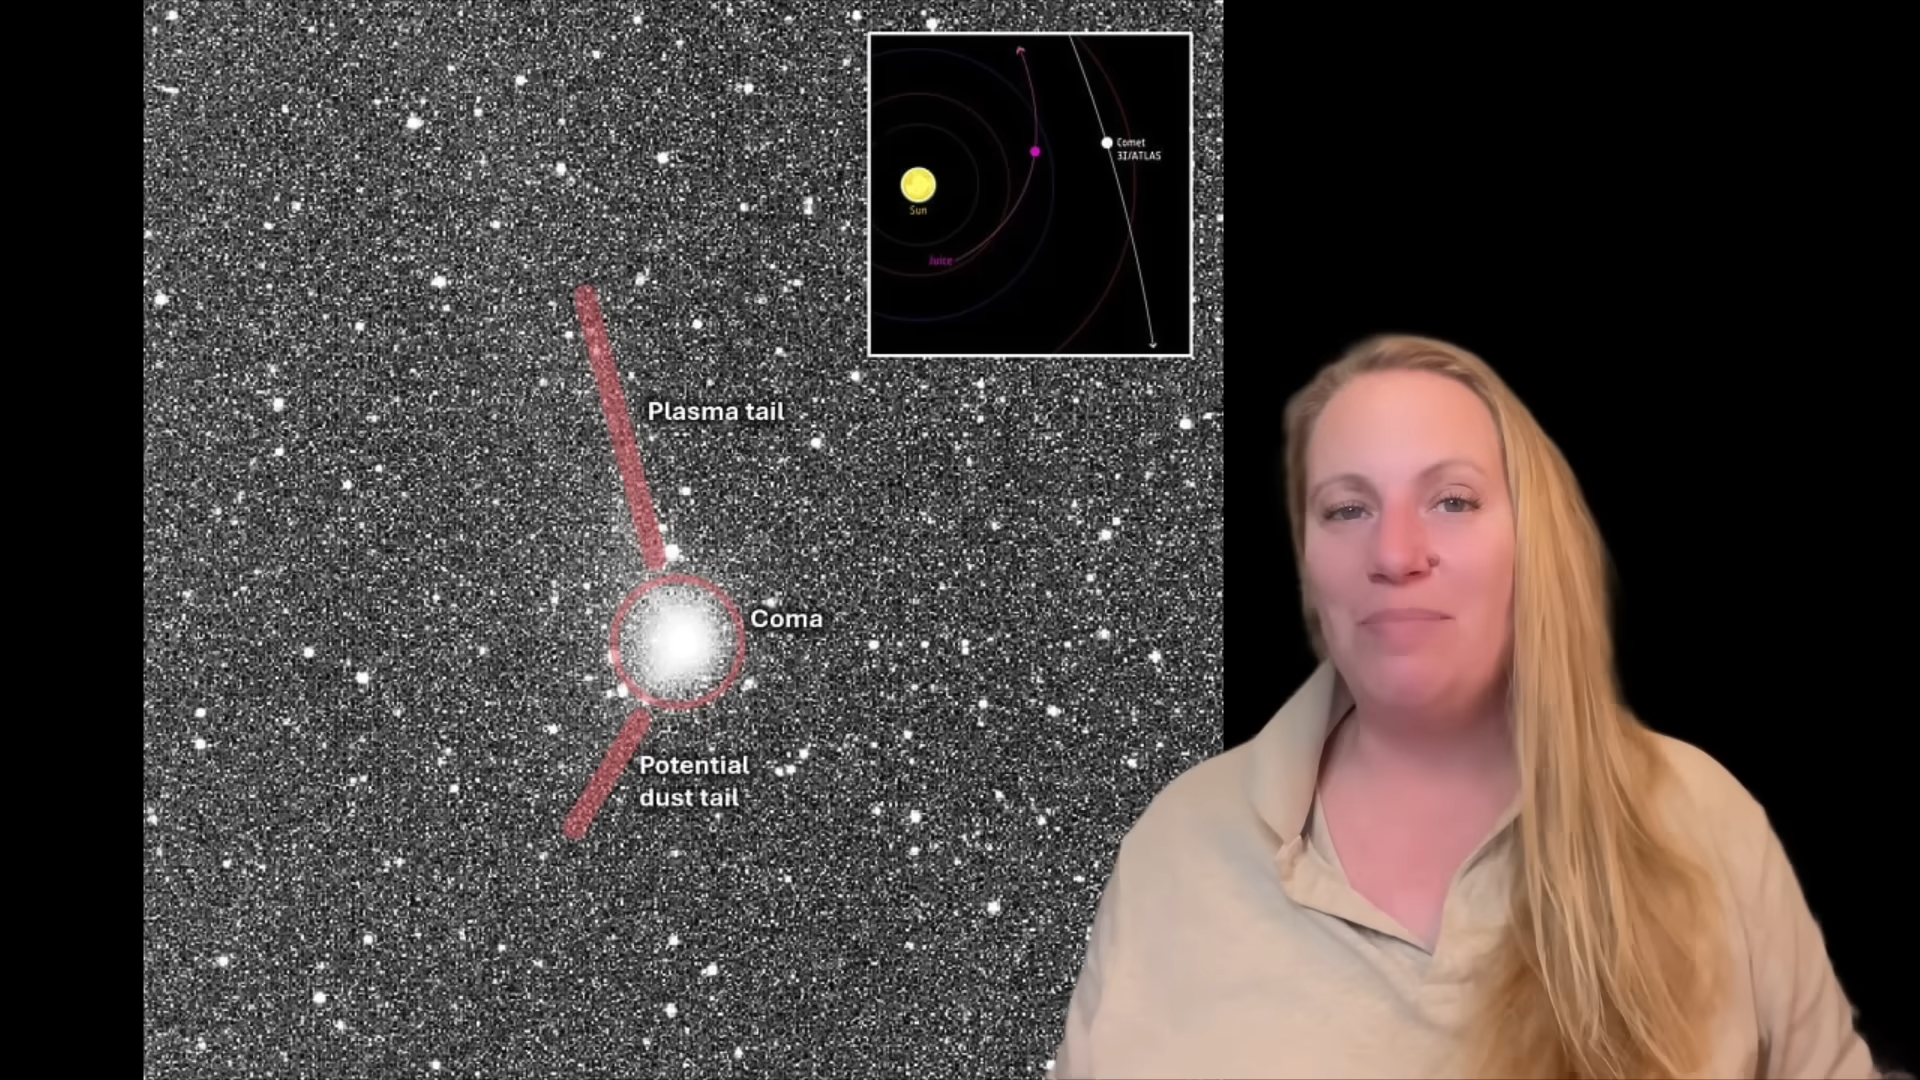 Comet
3I/ATLAS
Sun
Juice
Plasma tail
Coma
Potential
dust tail